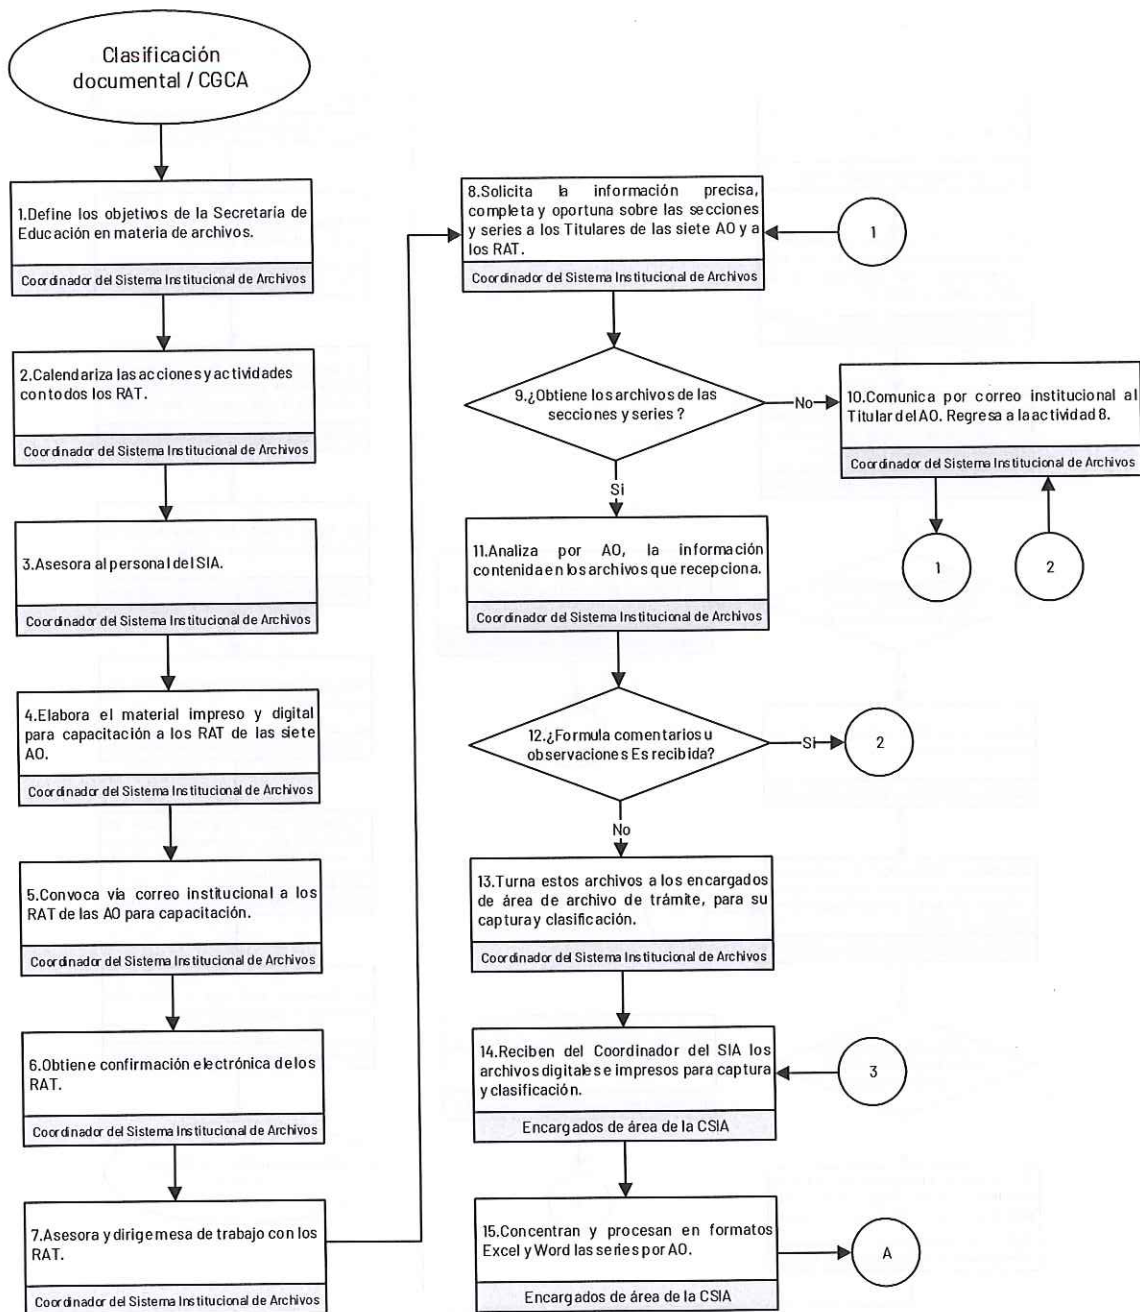 Clasificación
documental / CGCA
1.Define los objetivos de la Secretaría de
Educación en materia de archivos.
Coordinador del Sistema Institucional de Archivos
2.Calendariza las acciones y actividades
con todos los RAT.
Coordinador del Sistema Institucional de Archivos
3.Asesora al personal del SIA.
Coordinador del Sistema Institucional de Archivos
4.Elabora el material impreso y digital
para capacitación a los RAT de las siete
AO.
Coordinador del Sistema Institucional de Archivos
5.Convoca vía correo institucional a los
RAT de las AO para capacitación.
Coordinador del Sistema Institucional de Archivos
6.Obtiene confirmación electrónica de los
RAT.
Coordinador del Sistema Institucional de Archivos
7.Asesora y dirige mesa de trabajo con los
RAT.
Coordinador del Sistema Institucional de Archivos
8.Solicita la información precisa,
completa y oportuna sobre las secciones
y series a los Titulares de las siete AO y a
los RAT.
Coordinador del Sistema Institucional de Archivos
1
9.¿Obtiene los archivos de las
secciones y series ?
No
10.Comunica por correo institucional al
Titular del AO. Regresa a la actividad 8.
Coordinador del Sistema Institucional de Archivos
1
2
Si
11.Analiza por AO, la información
contenida en los archivos que recepciona.
Coordinador del Sistema Institucional de Archivos
12.¿Formula comentarios u
observaciones Es recibida?
Si
2
No
13.Turna estos archivos a los encargados
de área de archivo de trámite, para su
captura y clasificación.
Coordinador del Sistema Institucional de Archivos
14.Reciben del Coordinador del SIA los
archivos digitales e impresos para captura
y clasificación.
Encargados de área de la CSIA
3
15.Concentran y procesan en formatos
Excel y Word las series por AO.
Encargados de área de la CSIA
A